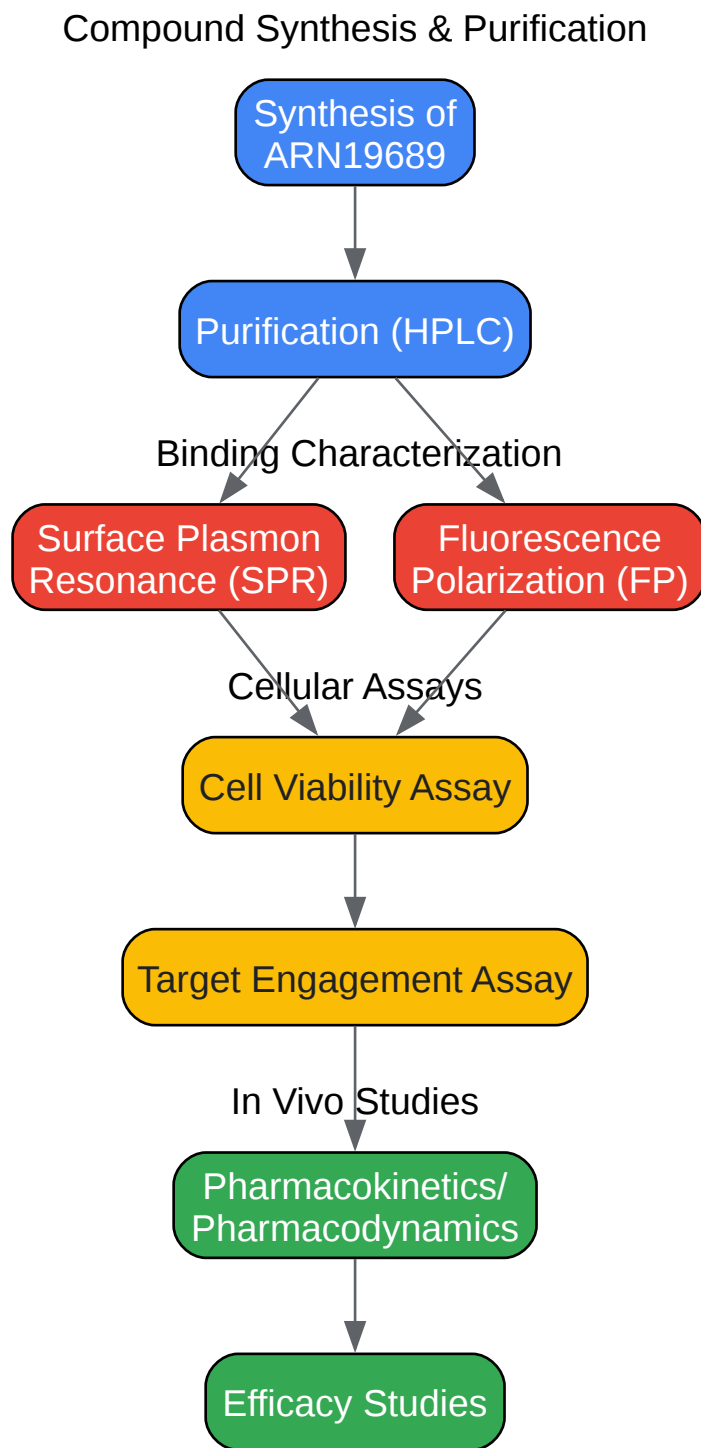 Compound Synthesis & Purification
Synthesis of
ARN19689
Purification (HPLC)
Binding Characterization
Surface Plasmon
Resonance (SPR)
Fluorescence
Polarization (FP)
Cellular Assays
Cell Viability Assay
Target Engagement Assay
In Vivo Studies
Pharmacokinetics/
Pharmacodynamics
Efficacy Studies